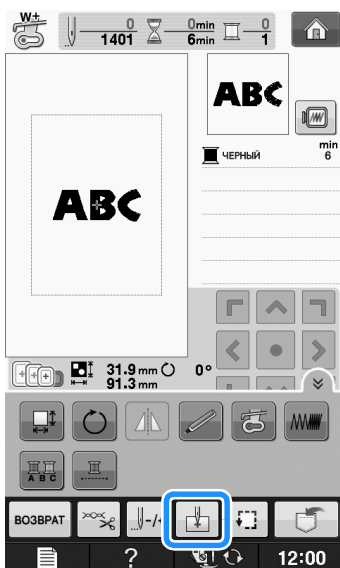 W+ 0 0min 0
1401 6min 1
ABC
min
ЧЕРНЫЙ 6
ABC
31.9 mm 0°
91.3 mm
A B C
ВОЗВРАТ -/+
? 12:00